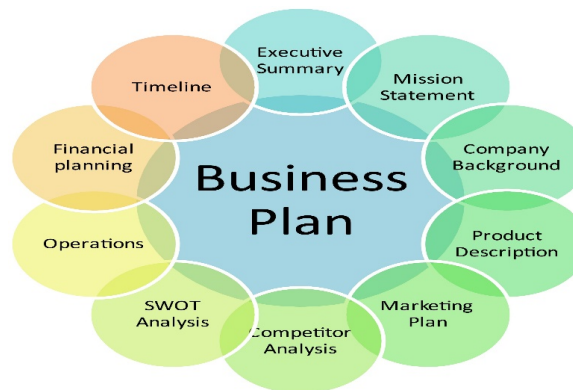 Executive
Summary
Mission
Statement
Company
Background
Product
Description
Marketing
Plan
Competitor
Analysis
SWOT
Analysis
Operations
Financial
planning
Timeline
Business
Plan